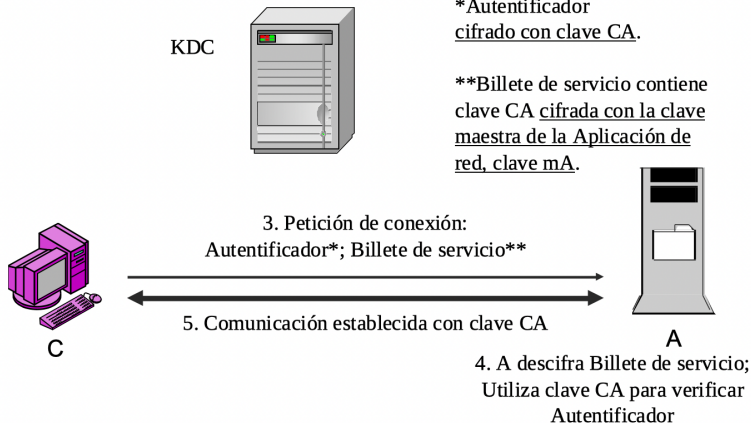 *Autentificador
cifrado con clave CA.
KDC
**Billete de servicio contiene
clave CA cifrada con la clave
maestra de la Aplicación de
red, clave mA.
3. Petición de conexión:
Autentificador*; Billete de servicio**
5. Comunicación establecida con clave CA
C
A
4. A descifra Billete de servicio;
Utiliza clave CA para verificar
Autentificador